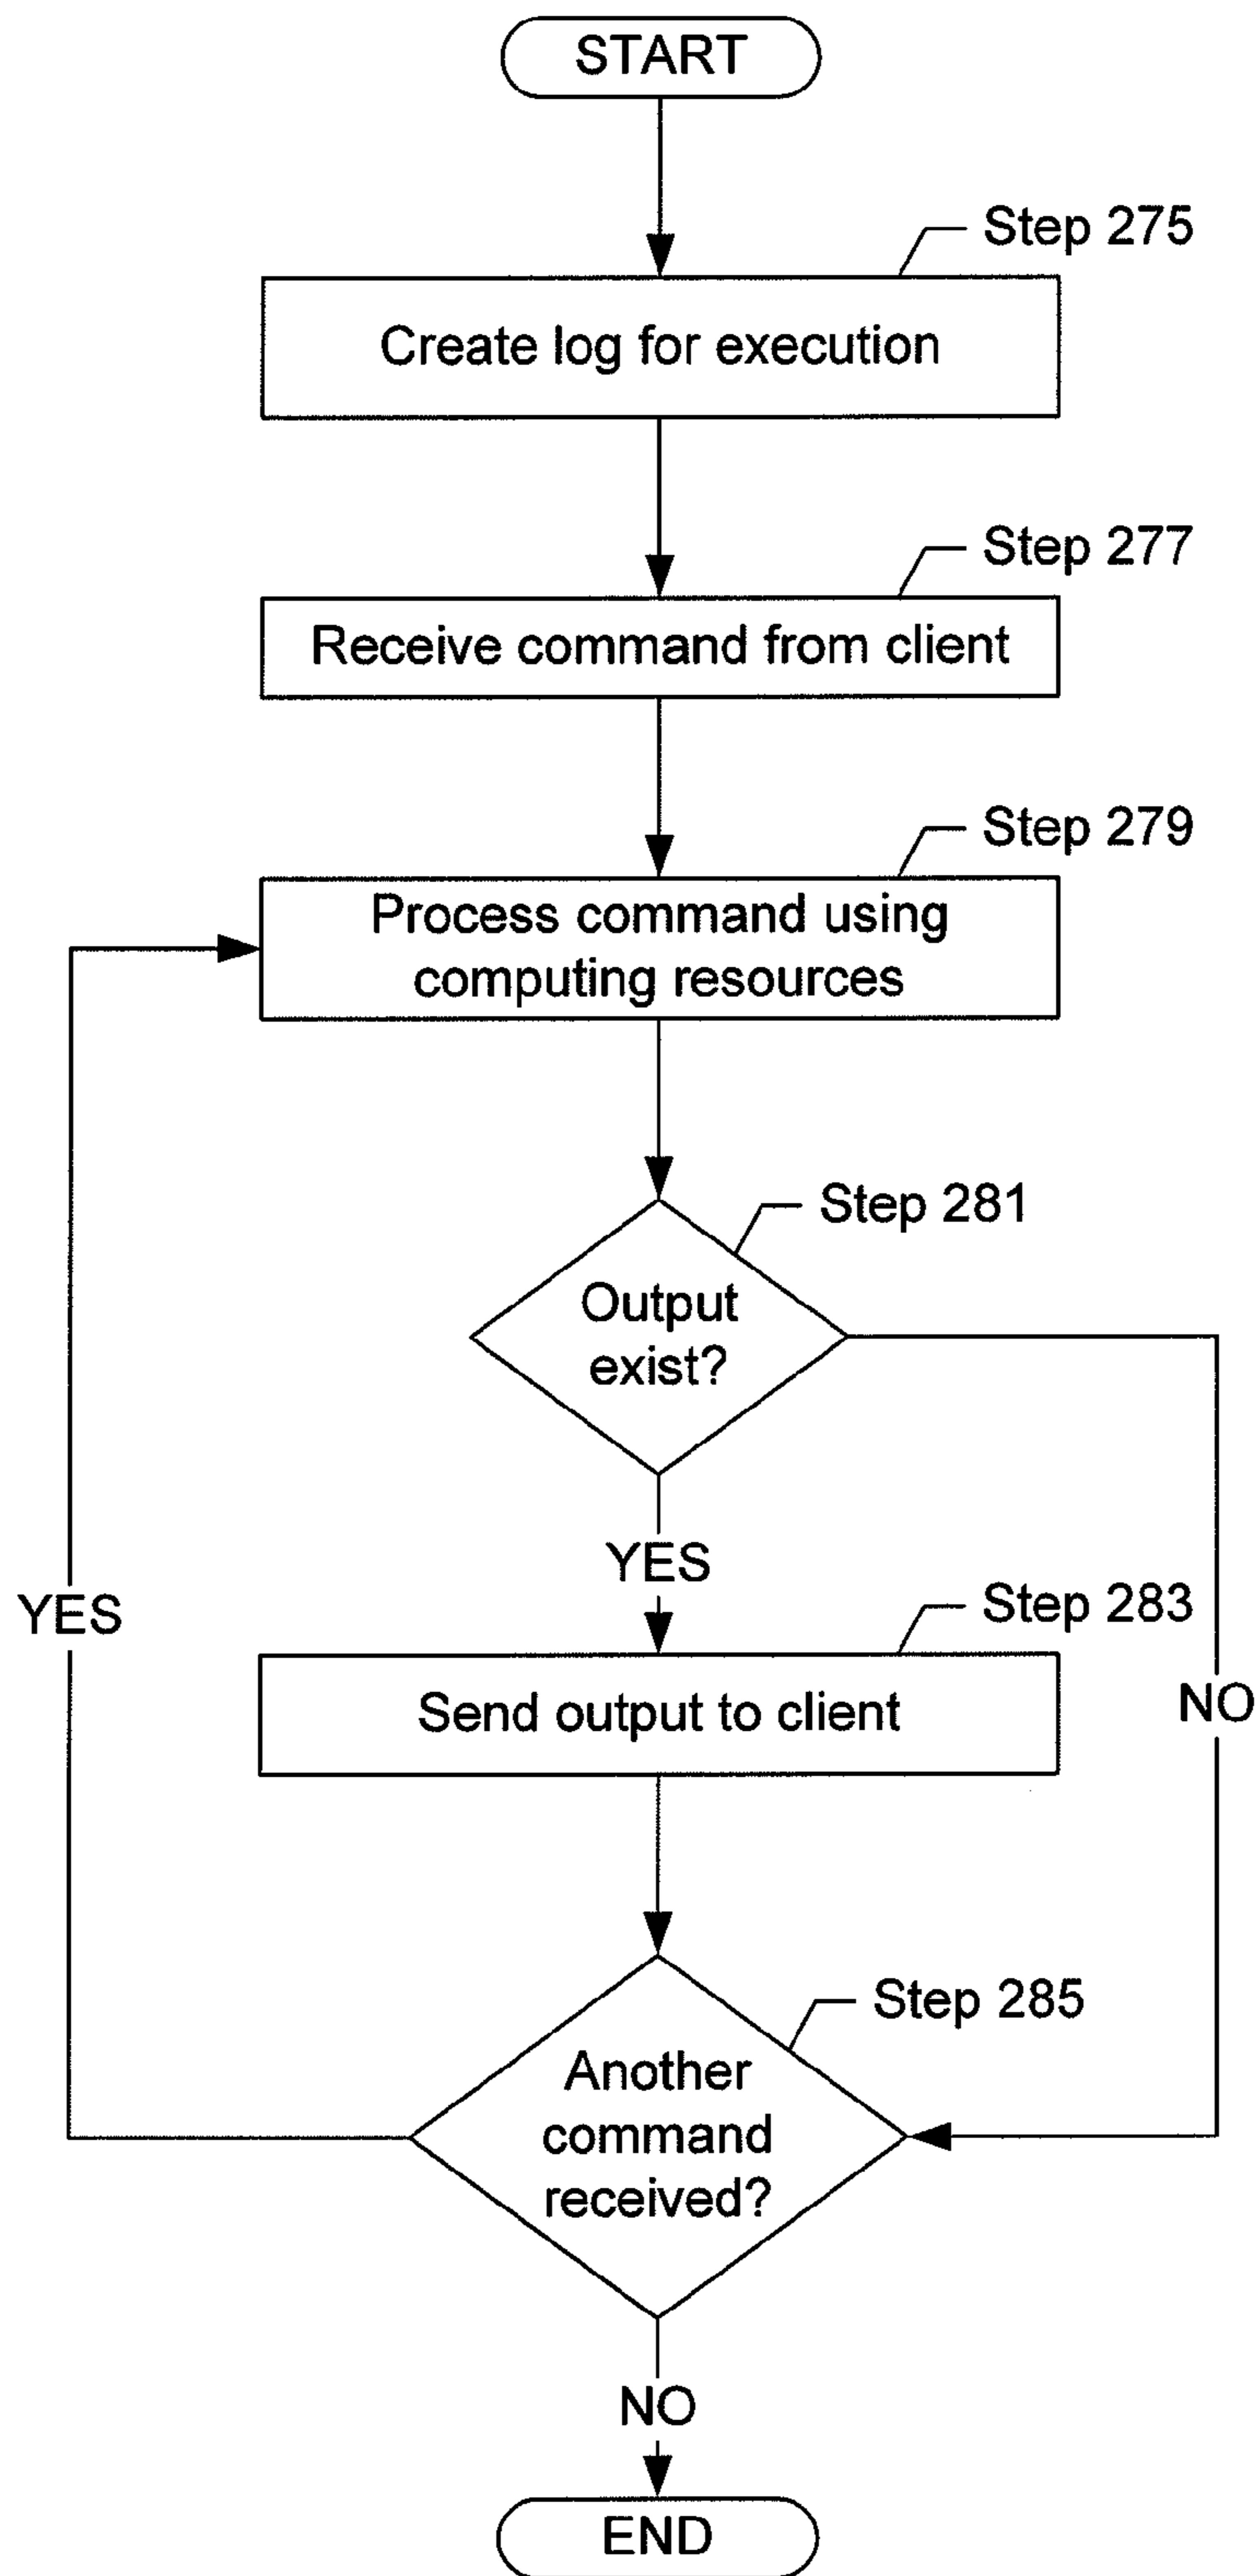 START
Step 275
Create log for execution
Step 277
Receive command from client
Step 279
Process command using
computing resources
Step 281
Output
exist?
YES
YES
Step 283
Send output to client
NO
Step 285
Another
command
received?
NO
END